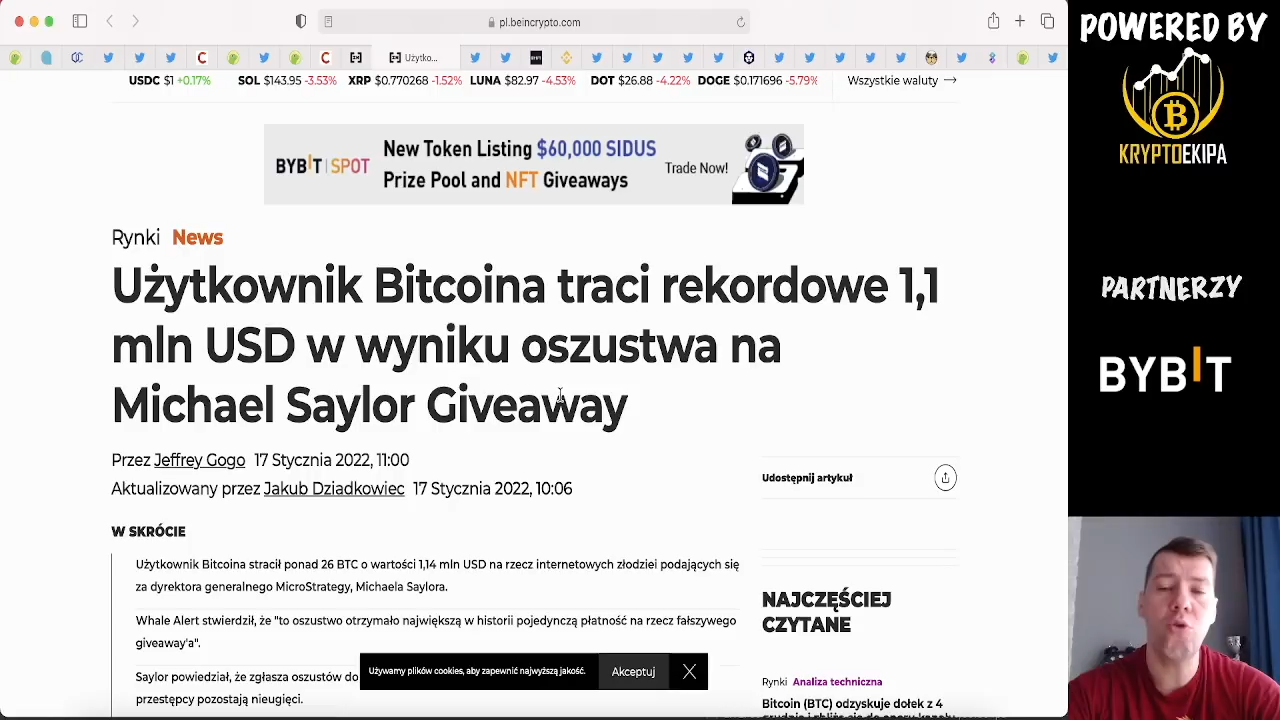 pl.beincrypto.com
Użytko...
USDC $1 +0.17% SOL $143.95 -3.53% XRP $0.770268 -1.52% LUNA $82.97 -4.53% DOT $26.88 -4.22% DOGE $0.171696 -5.79%
Wszystkie waluty →
BYBIT | SPOT
New Token Listing $60,000 SIDUS
Prize Pool and NFT Giveaways
Trade Now!
Rynki News
Użytkownik Bitcoina traci rekordowe 1,1
mln USD w wyniku oszustwa na
Michael Saylor Giveaway
Przez Jeffrey Gogo 17 Stycznia 2022, 11:00
Aktualizowany przez Jakub Dziadkowiec 17 Stycznia 2022, 10:06
Udostępnij artykuł
W SKRÓCIE
Użytkownik Bitcoina stracił ponad 26 BTC o wartości 1,14 mln USD na rzecz internetowych złodziei podających się
za dyrektora generalnego MicroStrategy, Michaela Saylora.
Whale Alert stwierdził, że "to oszustwo otrzymało największą w historii pojedynczą płatność na rzecz fałszywego
giveaway'a".
Saylor powiedział, że zgłasza oszustów do
przestępcy pozostają nieugięci.
Używamy plików cookies, aby zapewnić najwyższą jakość.
Akceptuj
NAJCZĘŚCIEJ
CZYTANE
Rynki Analiza techniczna
Bitcoin (BTC) odzyskuje dołek z 4
POWERED BY
KRYPTOEKIPA
PARTNERZY
BYBIT